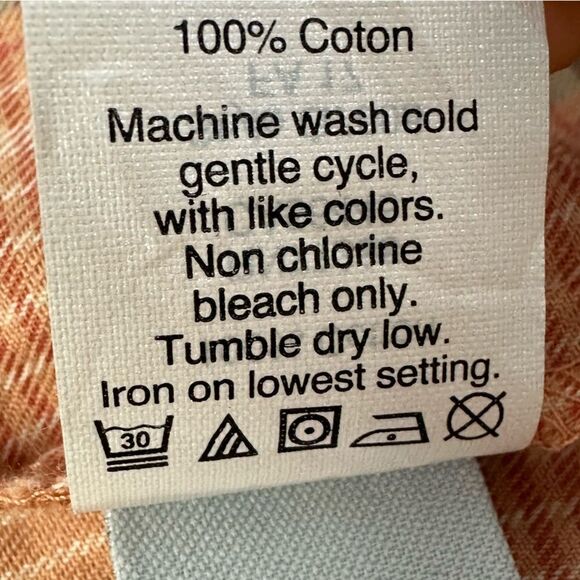 100% Coton
Machine wash cold
gentle cycle,
with like colors.
Non chlorine
bleach only.
Tumble dry low.
Iron on lowest setting.
30